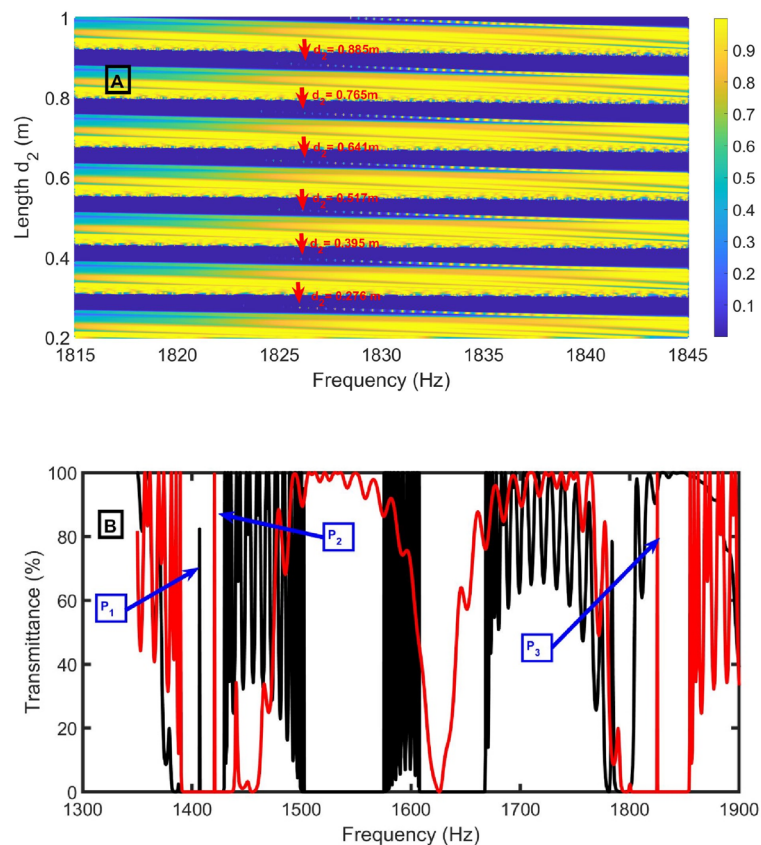 1
0.8
0.6
0.4
0.2
Length d2 (m)
A
d2 = 0.885m
d2 = 0.765m
d2 = 0.641m
d2 = 0.517m
d2 = 0.395 m
d2 = 0.276 m
1815 1820 1825 1830 1835 1840 1845
Frequency (Hz)
0.9
0.8
0.7
0.6
0.5
0.4
0.3
0.2
0.1
100
80
60
40
20
0
Transmittance (%)
B
P1
P2
P3
1300 1400 1500 1600 1700 1800 1900
Frequency (Hz)